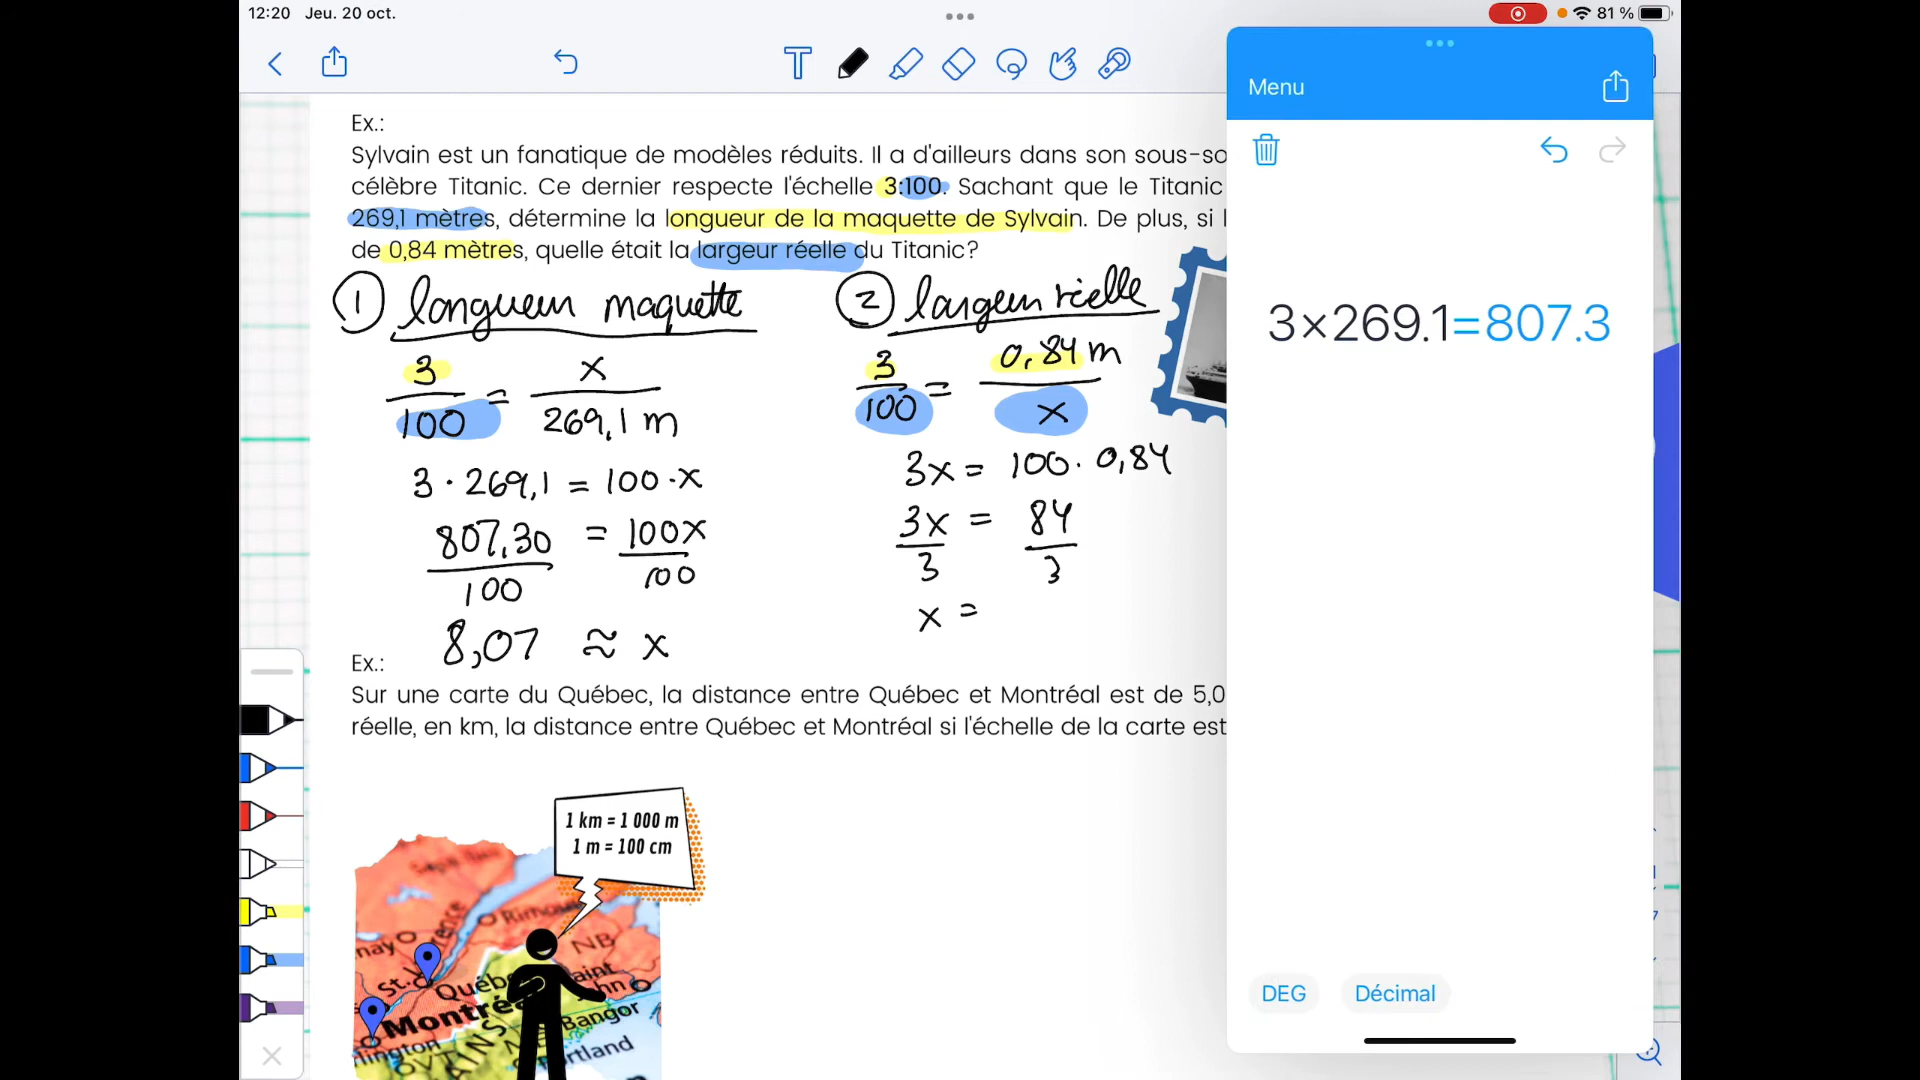 12:20 Jeu. 20 oct.
81 %
Menu
Ex.:
Sylvain est un fanatique de modèles réduits. Il a d'ailleurs dans son sous-so
célèbre Titanic. Ce dernier respecte l'échelle 3:100. Sachant que le Titanic
269,1 mètres, détermine la longueur de la maquette de Sylvain. De plus, si l
de 0,84 mètres, quelle était la largeur réelle du Titanic?
1 longueur maquette
3/100 = x/269,1 m
3 · 269,1 = 100 · x
807,30/100 = 100x/100
8,07 ≈ x
2 largeur réelle
3/100 = 0,84 m/x
3x = 100 · 0,84
3x/3 = 84/3
x =
3×269.1=807.3
Ex.:
Sur une carte du Québec, la distance entre Québec et Montréal est de 5,0
réelle, en km, la distance entre Québec et Montréal si l'échelle de la carte est
1 km = 1 000 m
1 m = 100 cm
Rimou
NB
St.
Québ
Montré
Bangor
DEG
Décimal